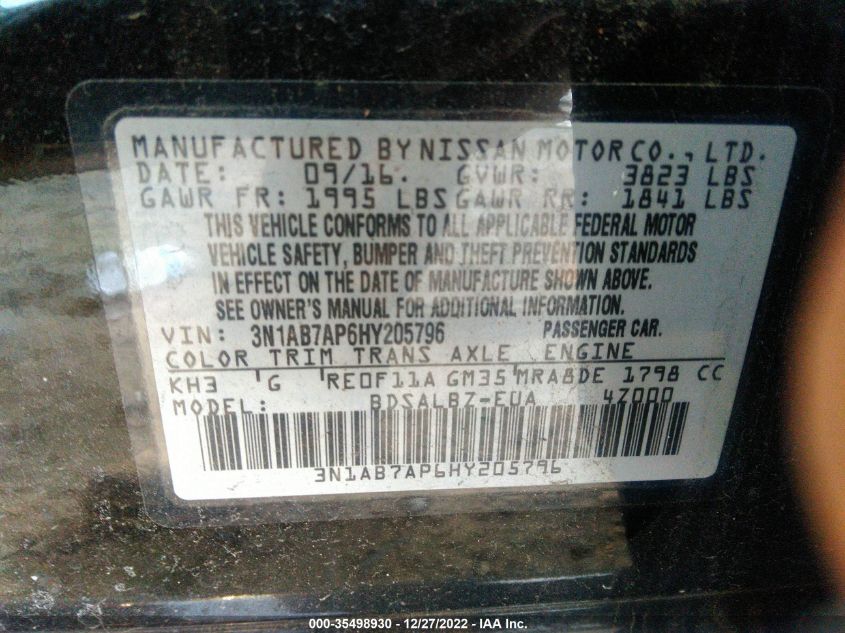 MANUFACTURED BY NISSAN MOTOR CO., LTD.
DATE: 09/16. GVWR: 3823 LBS
GAWR FR: 1995 LBS GAWR RR: 1841 LBS
THIS VEHICLE CONFORMS TO ALL APPLICABLE FEDERAL MOTOR
VEHICLE SAFETY, BUMPER AND THEFT PREVENTION STANDARDS
IN EFFECT ON THE DATE OF MANUFACTURE SHOWN ABOVE.
SEE OWNER'S MANUAL FOR ADDITIONAL INFORMATION.
VIN: 3N1AB7AP6HY205796 PASSENGER CAR.
COLOR TRIM TRANS AXLE ENGINE
KH3 G RE0F11A GM35 MRA8DE 1798 CC
MODEL: BDSALBZ-EUA 4Z000
3N1AB7AP6HY205796
000-35498930 - 12/27/2022 - IAA Inc.